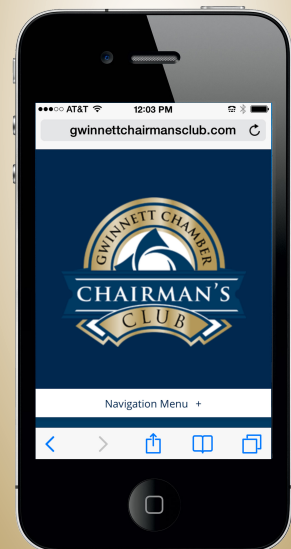 AT&T 12:03 PM
gwinnettchairmansclub.com
GWINNETT CHAMBER
CHAIRMAN'S
CLUB
Navigation Menu +